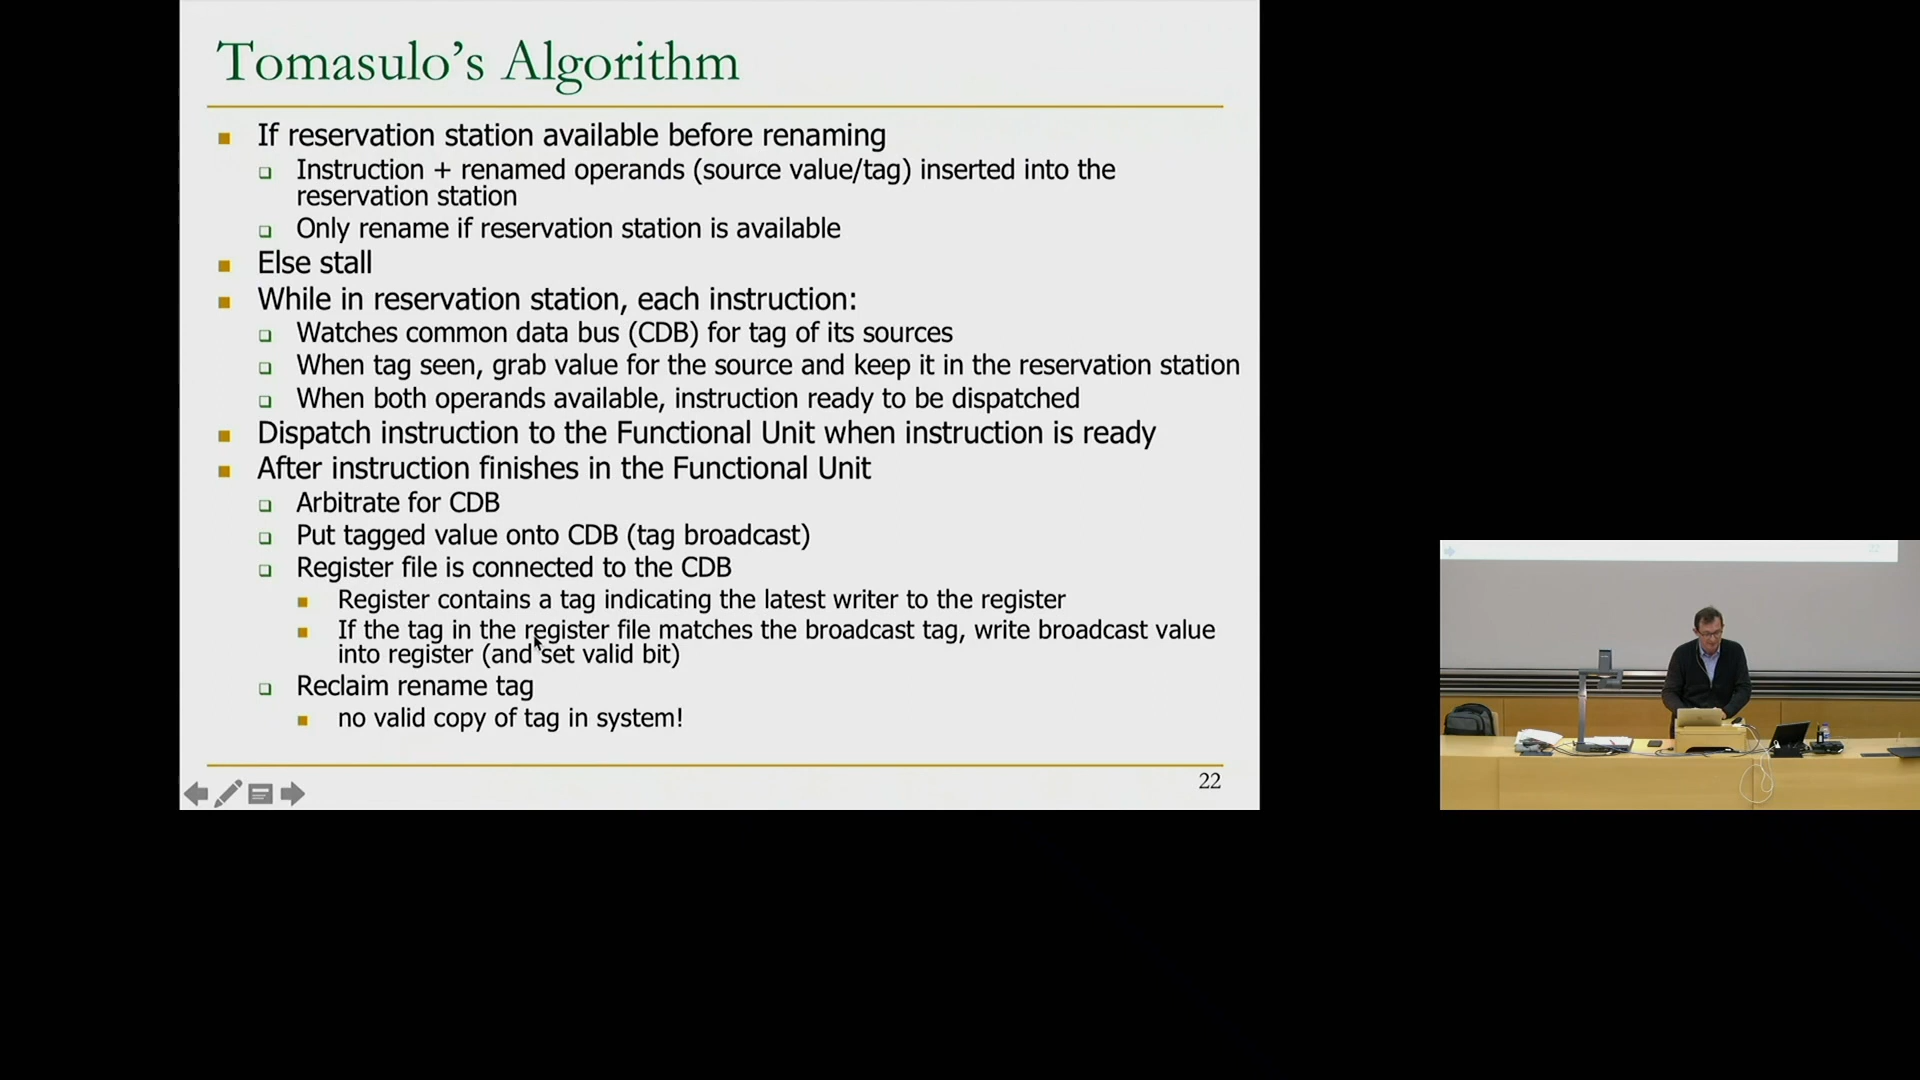 Tomasulo's Algorithm
If reservation station available before renaming
Instruction + renamed operands (source value/tag) inserted into the
reservation station
Only rename if reservation station is available
Else stall
While in reservation station, each instruction:
Watches common data bus (CDB) for tag of its sources
When tag seen, grab value for the source and keep it in the reservation station
When both operands available, instruction ready to be dispatched
Dispatch instruction to the Functional Unit when instruction is ready
After instruction finishes in the Functional Unit
Arbitrate for CDB
Put tagged value onto CDB (tag broadcast)
Register file is connected to the CDB
Register contains a tag indicating the latest writer to the register
If the tag in the register file matches the broadcast tag, write broadcast value
into register (and set valid bit)
Reclaim rename tag
no valid copy of tag in system!
22
22